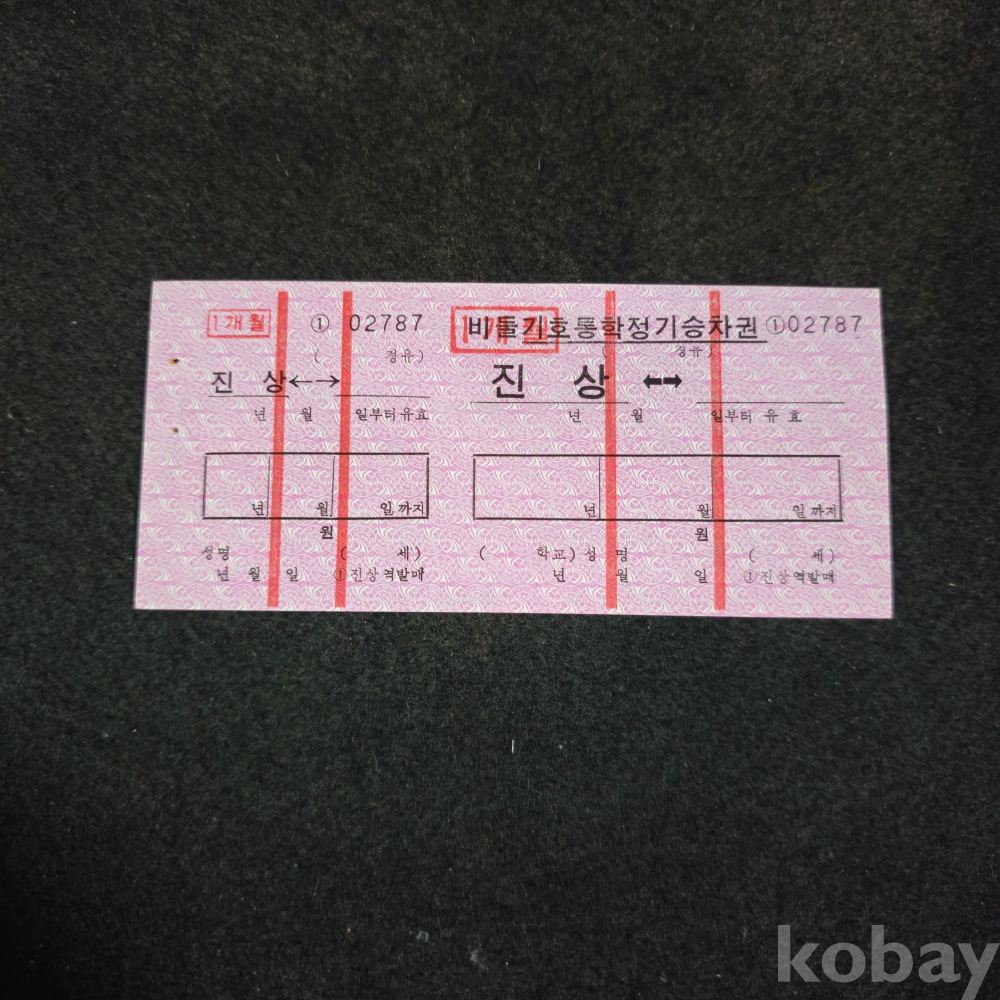 1개월 ① 02787
( 경유)
진 상 ←→
년 월 일부터유효
년 월 일까지
원
성명 ( 세)
년 월 일 ①진상역발매
1개월
비둘기호통학정기승차권 ①02787
( 경유)
진 상 ⬅➡
년 월 일부터 유 효
년 월 일까지
원
( 학교) 성 명 ( 세)
년 월 일 ①진상역발매
kobay